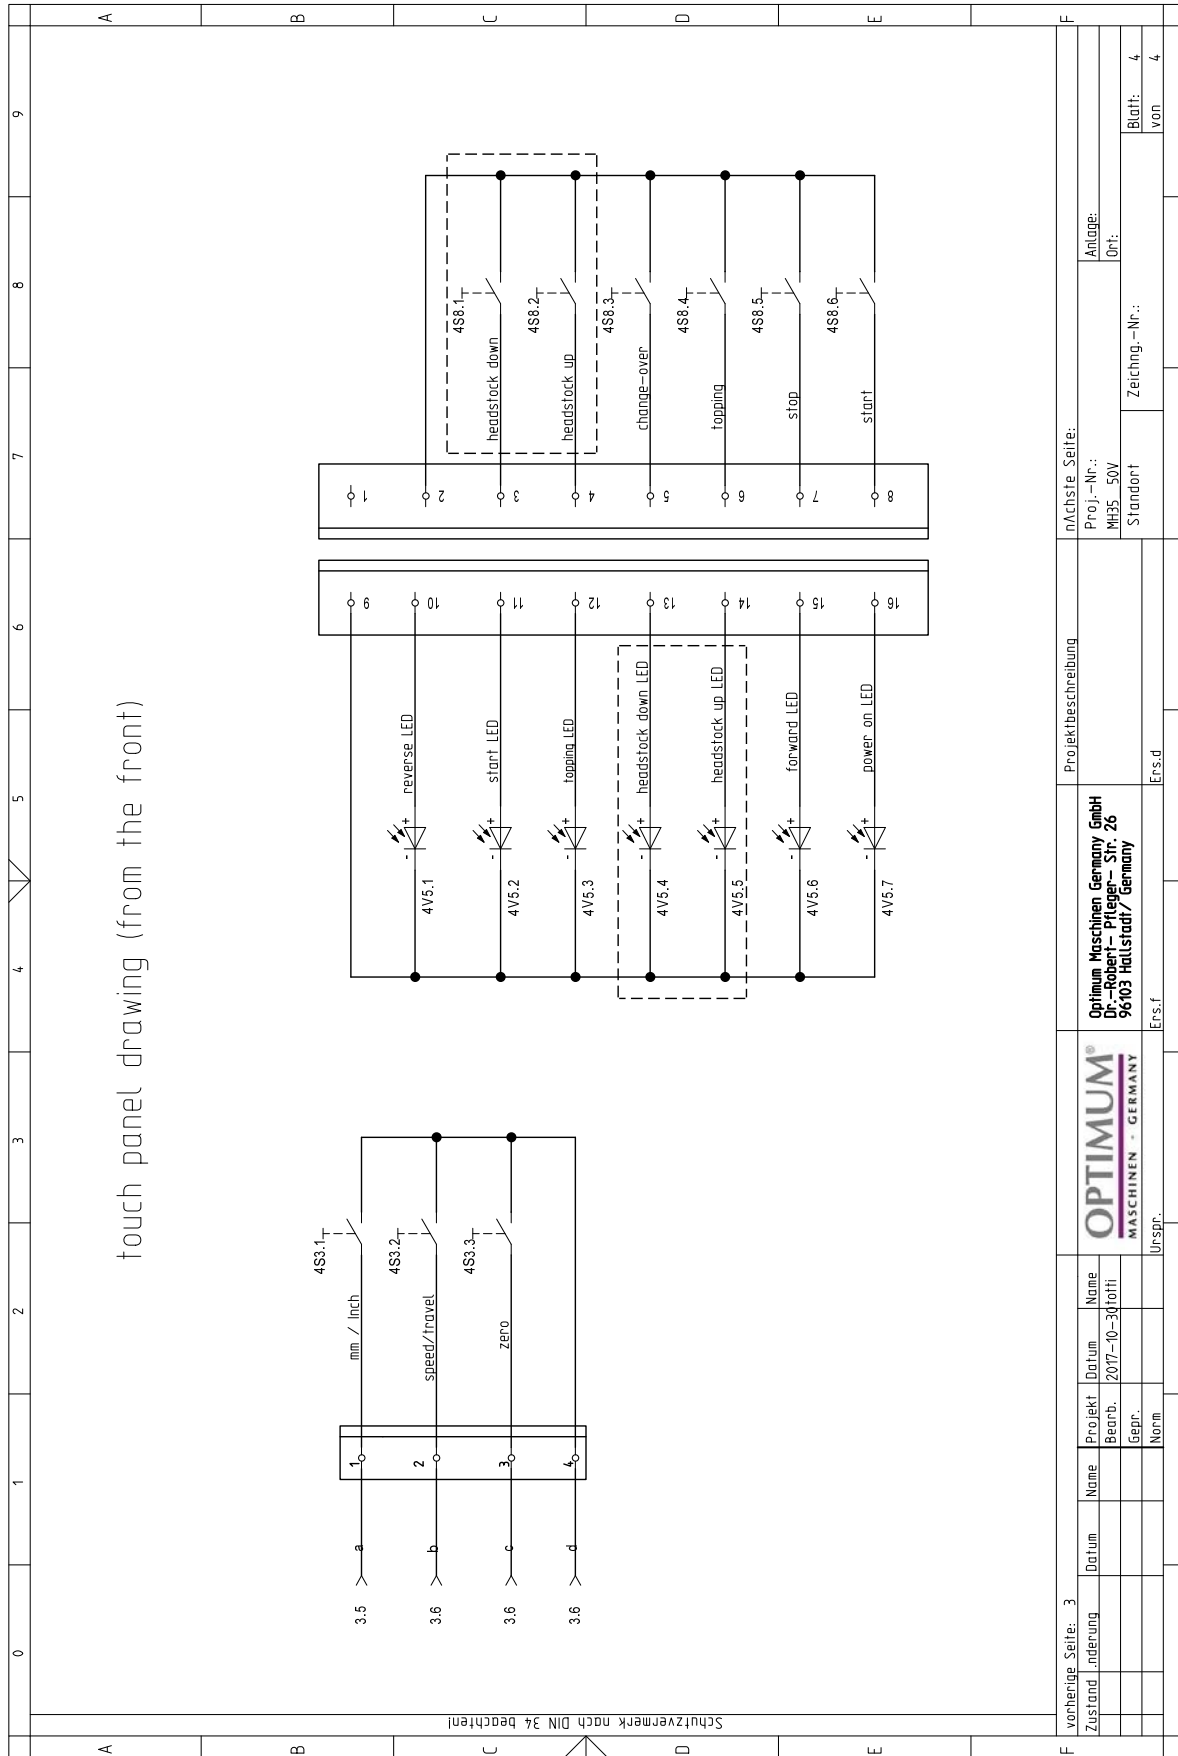 0 1 2 3 4 5 6 7 8 9
A A
B B
C C
D D
E E
F F
touch panel drawing (from the front)
Schutzvermerk nach DIN 34 beachten!
3.5 a 1 mm / Inch 4S3.1
3.6 b 2 speed/travel 4S3.2
3.6 c 3 zero 4S3.3
3.6 d 4
9
4V5.1 - + reverse LED 10
4V5.2 - + start LED 11
4V5.3 - + topping LED 12
4V5.4 - + headstock down LED 13
4V5.5 - + headstock up LED 14
4V5.6 - + forward LED 15
4V5.7 - + power on LED 16
1
2
3 headstock down 4S8.1
4 headstock up 4S8.2
5 change-over 4S8.3
6 topping 4S8.4
7 stop 4S8.5
8 start 4S8.6
vorherige Seite: 3
Zustand .nderung Datum Name
Projekt Datum Name
Bearb. 2017-10-30 totti
Gepr.
Norm
OPTIMUM®
MASCHINEN - GERMANY
Urspr.
Optimum Maschinen Germany GmbH
Dr.-Robert- Pfleger- Str. 26
96103 Hallstadt/ Germany
Ers.f
Ers.d
Projektbeschreibung
nAchste Seite:
Proj.-Nr.:
MH35 50V
Standort
Zeichng.-Nr.:
Anlage:
Ort:
Blatt: 4
von 4